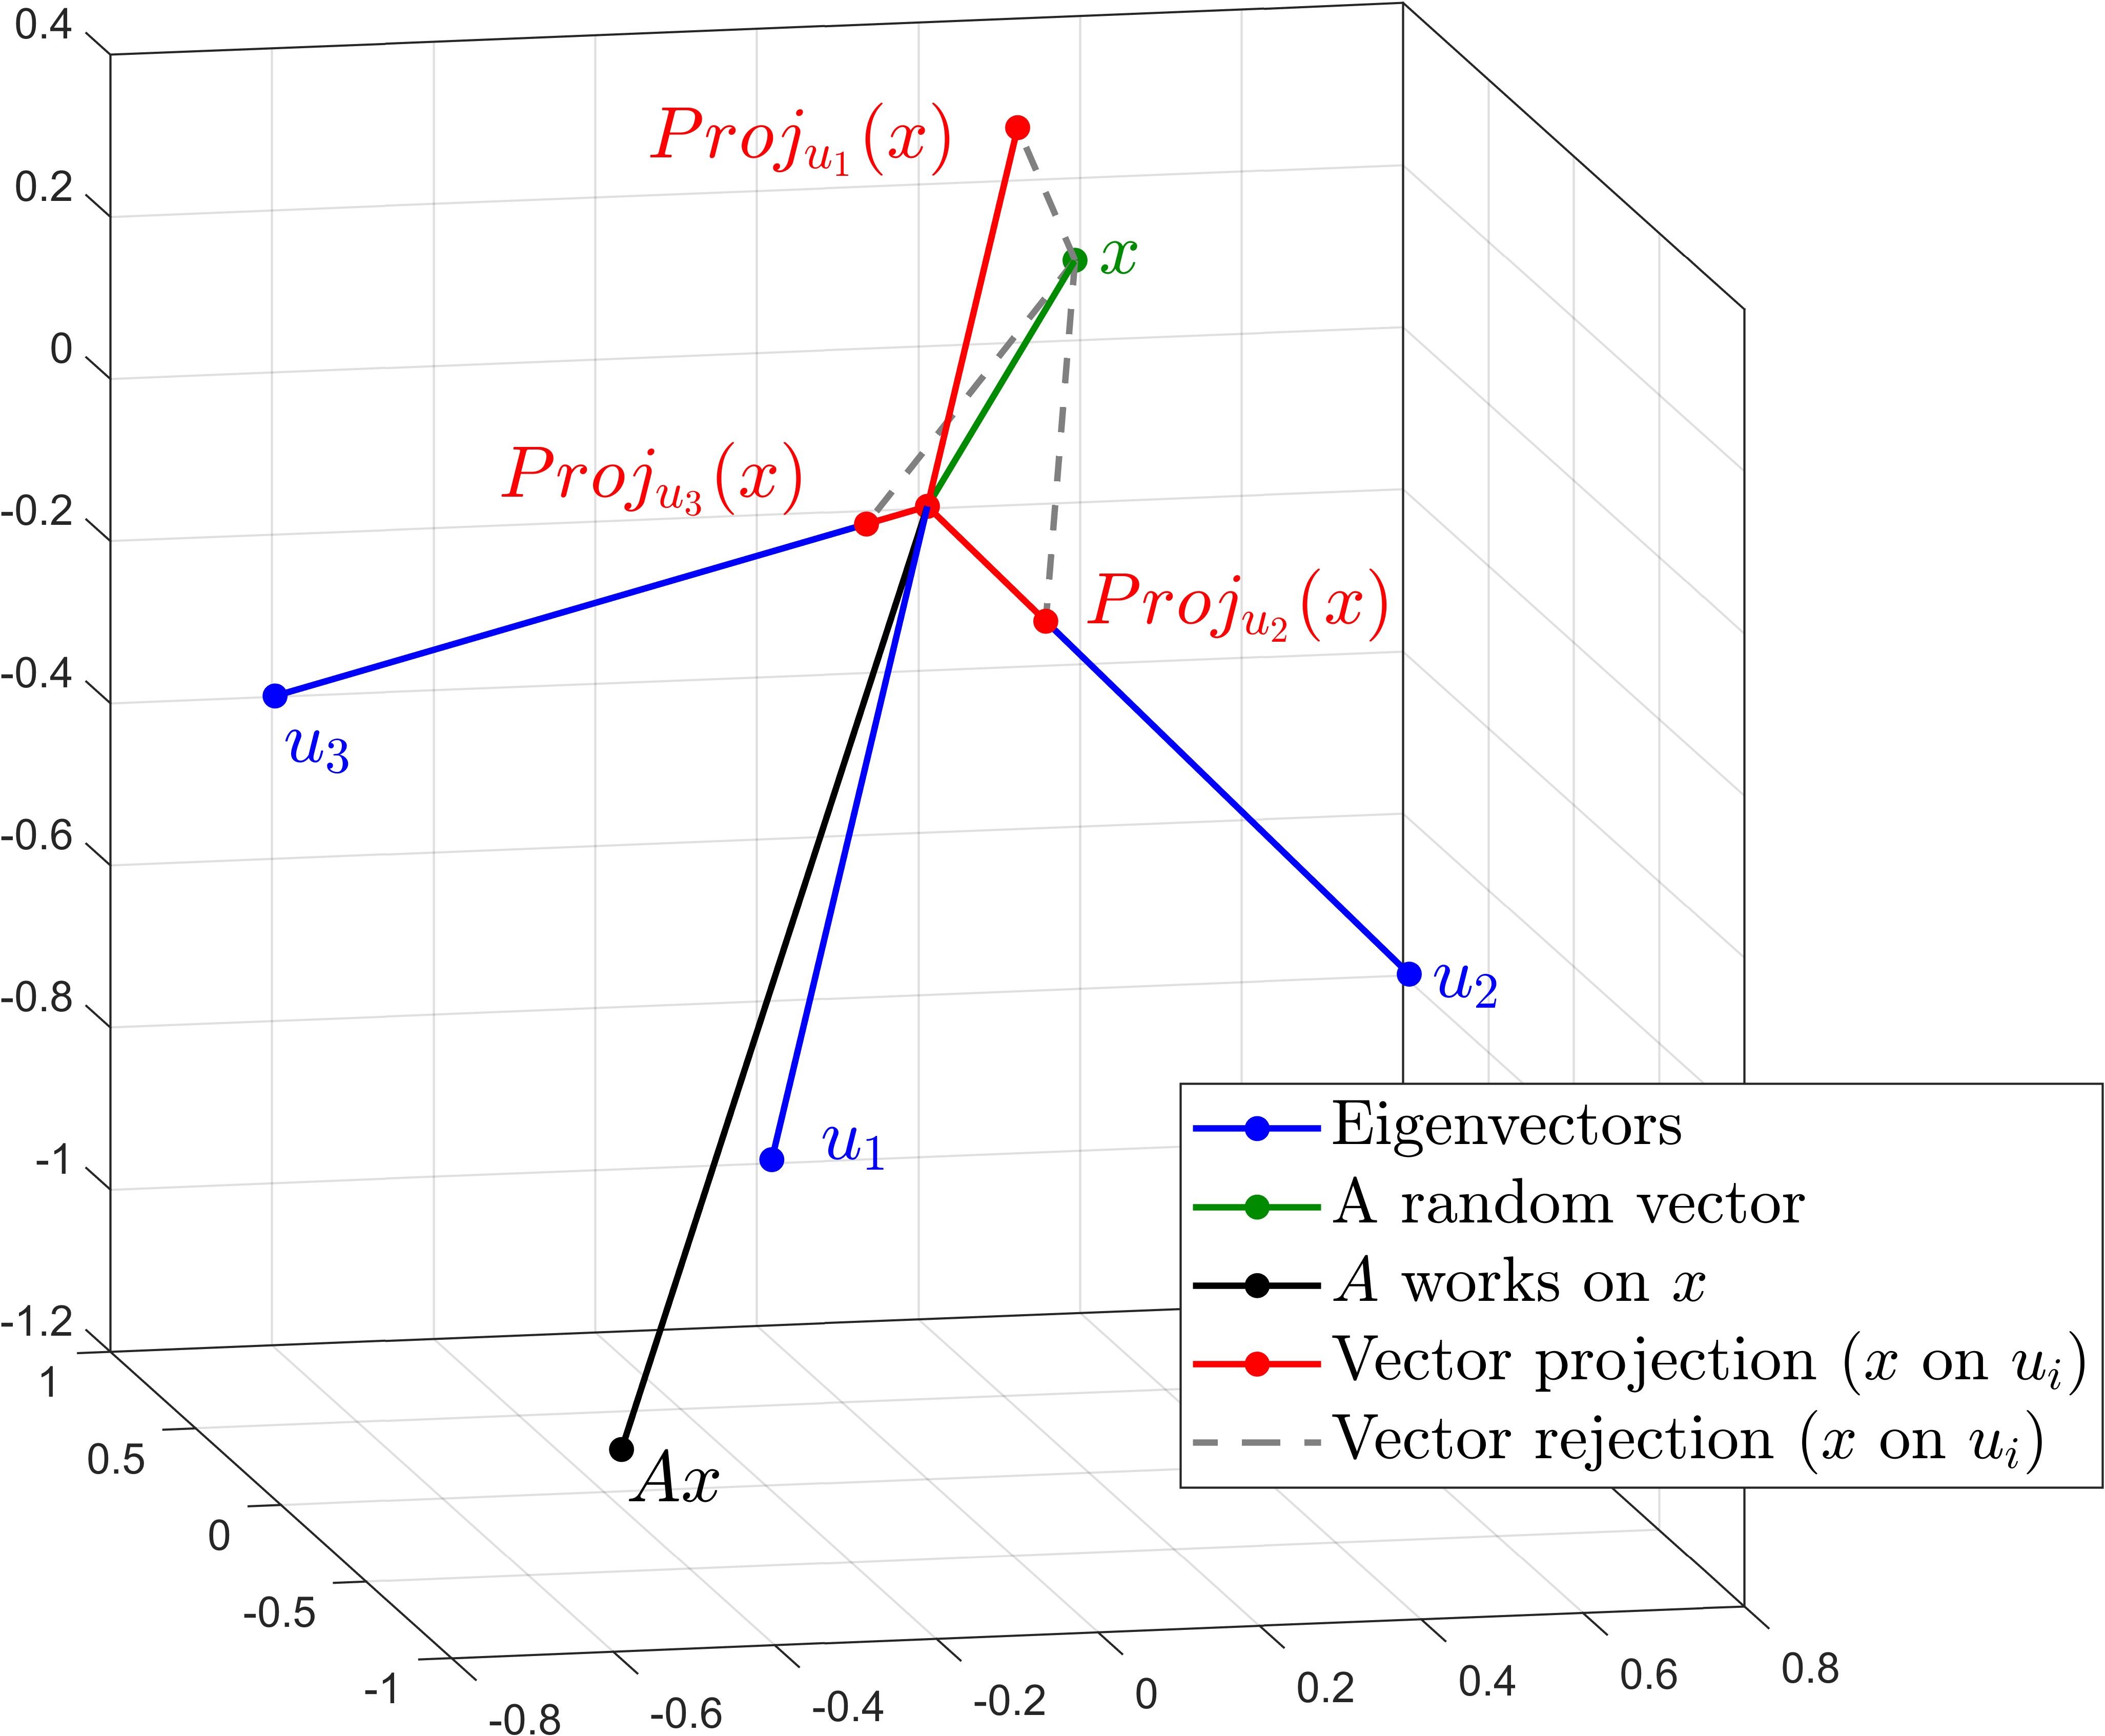 0.4
0.2
0
-0.2
-0.4
-0.6
-0.8
-1
-1.2
Proj_{u_1}(x)
x
Proj_{u_3}(x)
Proj_{u_2}(x)
u_3
u_2
u_1
Ax
Eigenvectors
A random vector
A works on x
Vector projection (x on u_i)
Vector rejection (x on u_i)
1
0.5
0
-0.5
-1
-0.8
-0.6
-0.4
-0.2
0
0.2
0.4
0.6
0.8